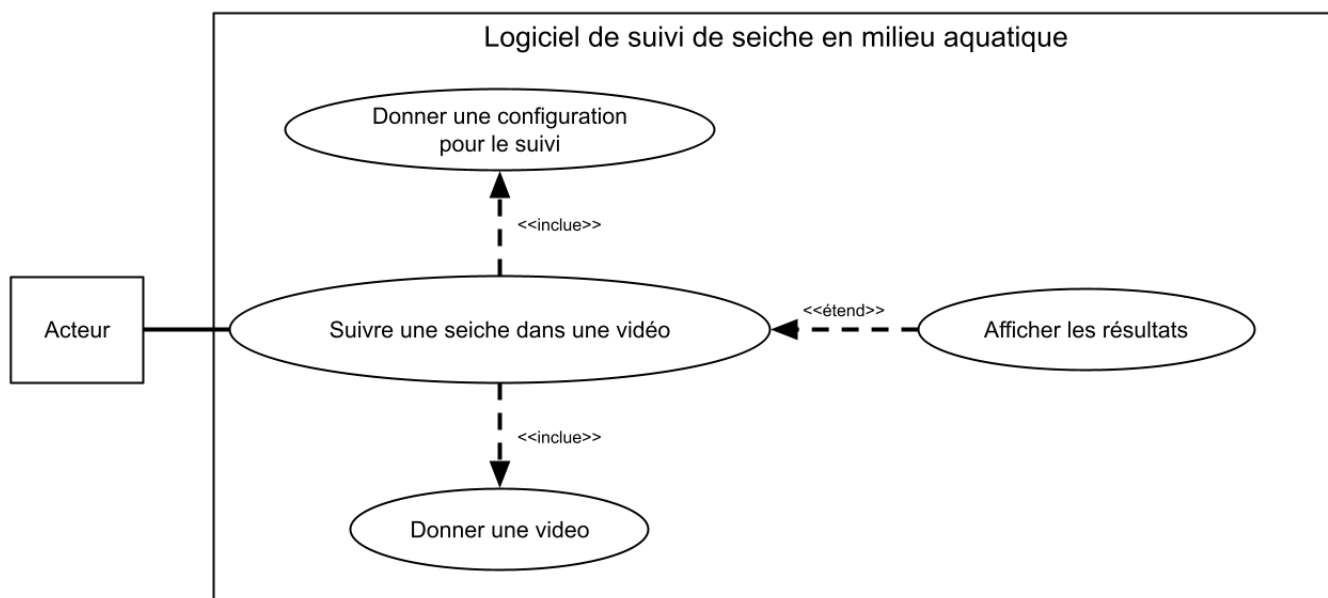 Logiciel de suivi de seiche en milieu aquatique
Donner une configuration
pour le suivi
<<inclue>>
Acteur
Suivre une seiche dans une vidéo
<<étend>>
Afficher les résultats
<<inclue>>
Donner une video